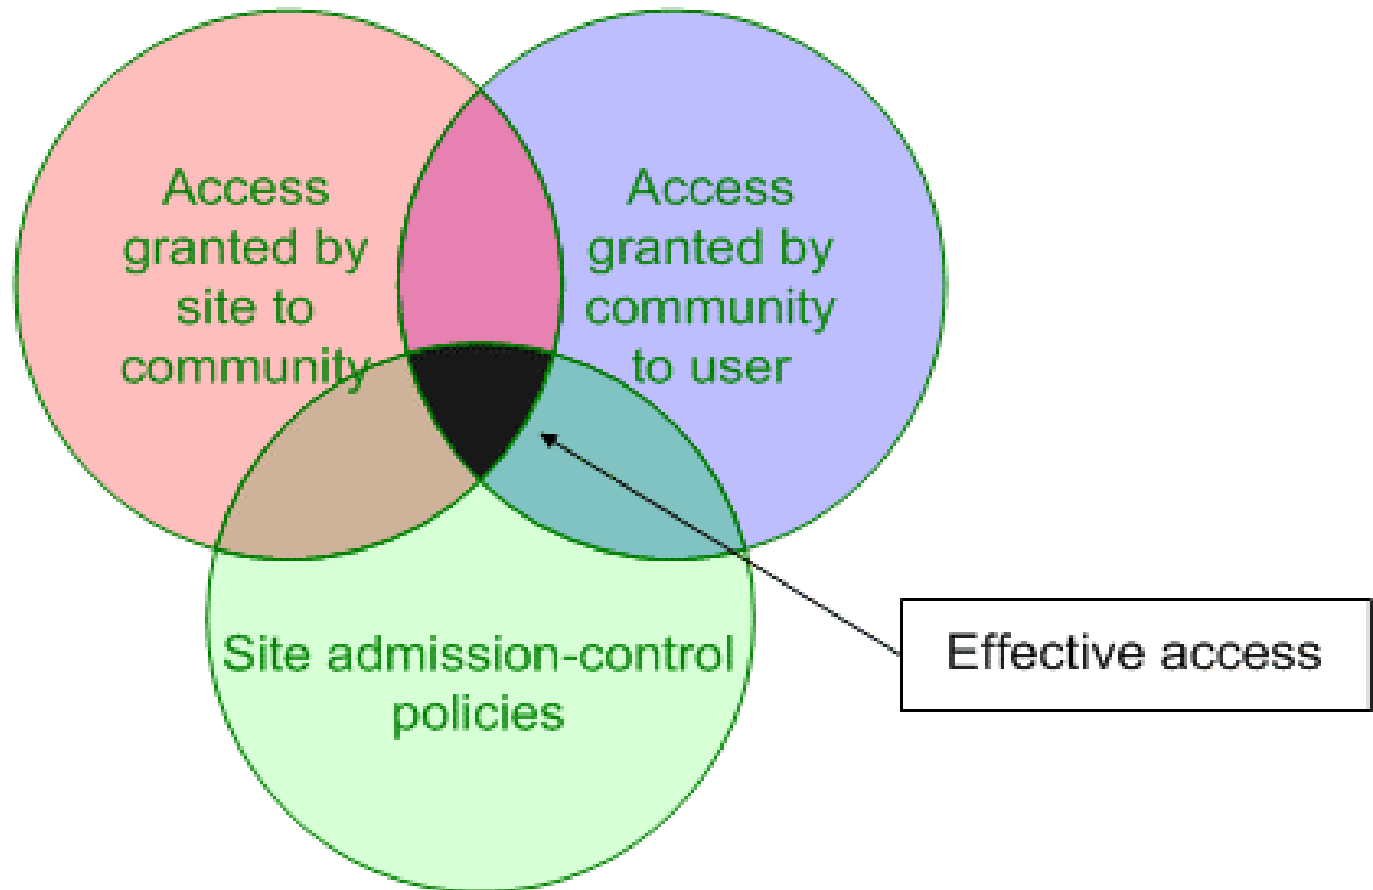 Access
granted by
site to
community
Access
granted by
community
to user
Site admission-control
policies
Effective access